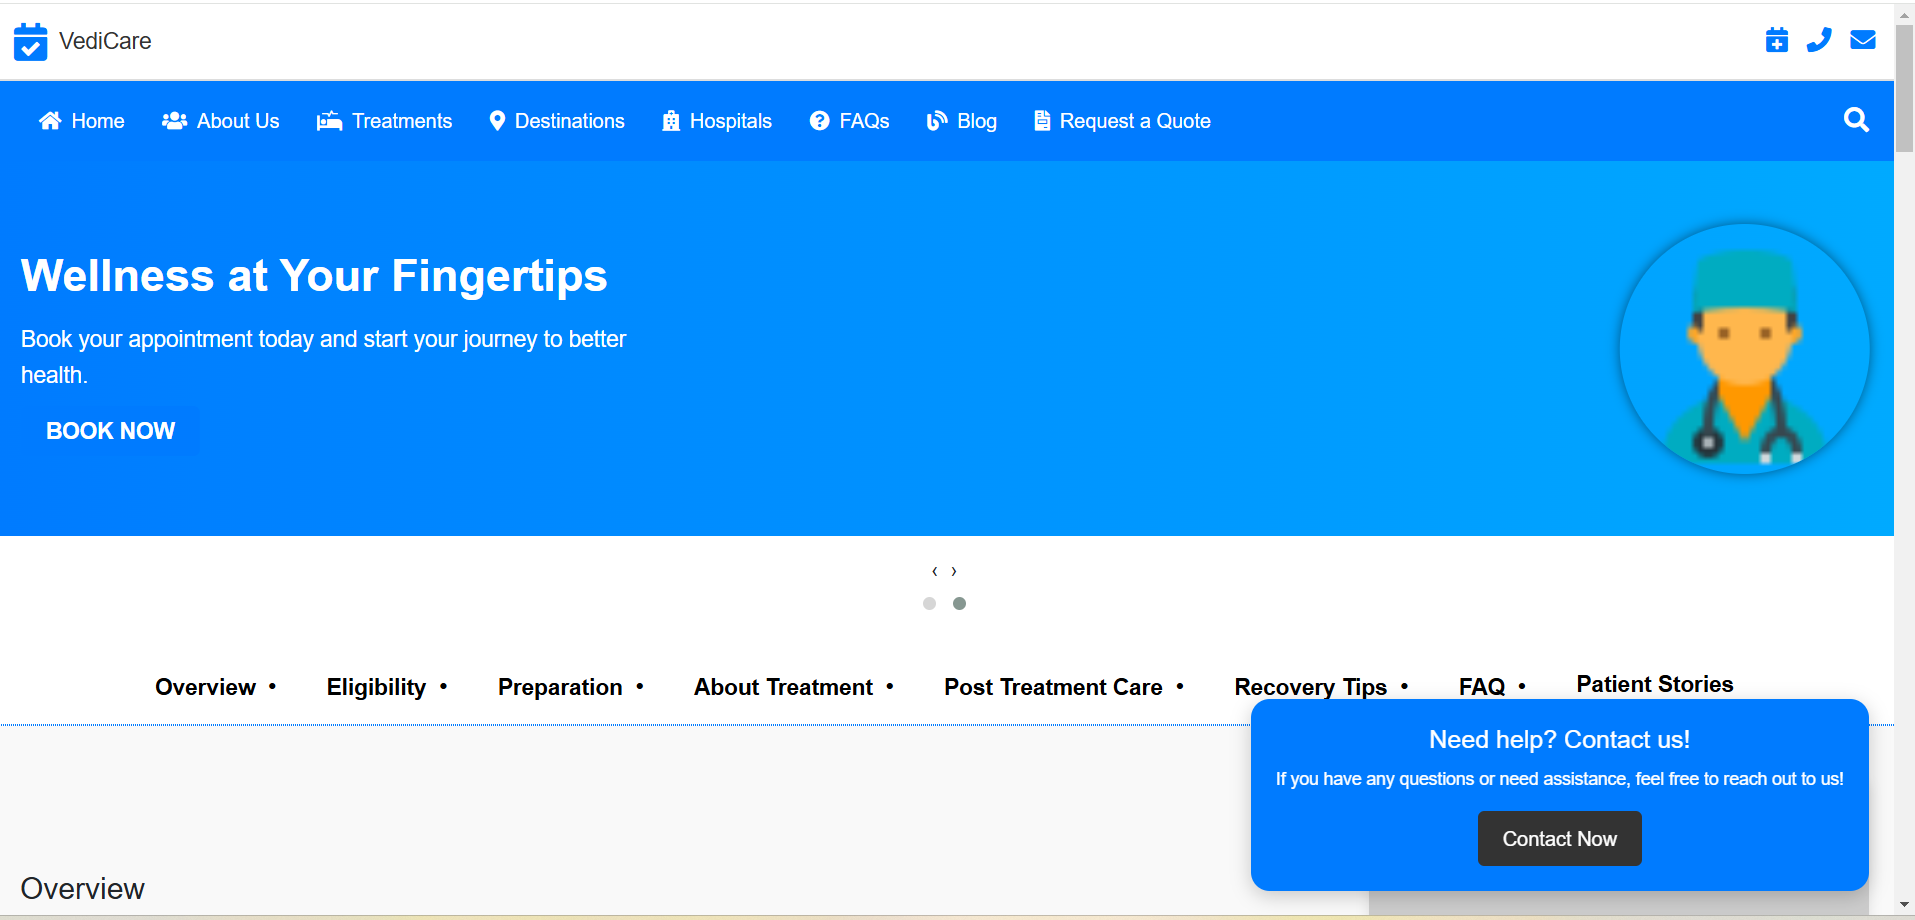 VediCare
Home About Us Treatments Destinations Hospitals FAQs Blog Request a Quote
Wellness at Your Fingertips
Book your appointment today and start your journey to better
health.
BOOK NOW
‹ ›
Overview • Eligibility • Preparation • About Treatment • Post Treatment Care • Recovery Tips • FAQ • Patient Stories
Need help? Contact us!
If you have any questions or need assistance, feel free to reach out to us!
Contact Now
Overview